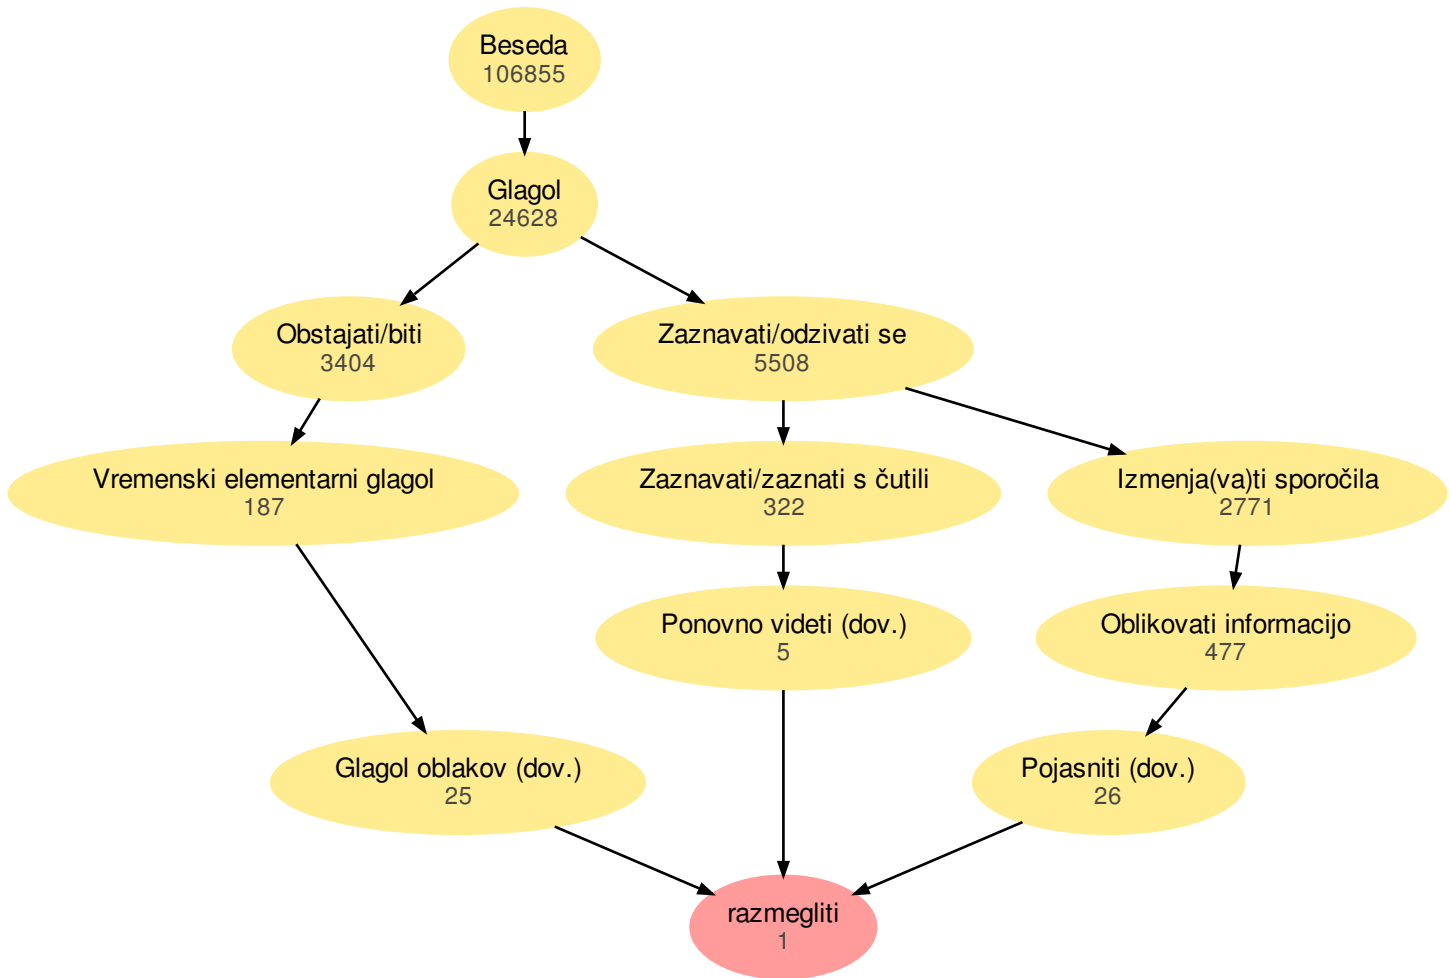 Beseda
106855
Glagol
24628
Obstajati/biti
3404
Zaznavati/odzivati se
5508
Vremenski elementarni glagol
187
Zaznavati/zaznati s čutili
322
Izmenja(va)ti sporočila
2771
Ponovno videti (dov.)
5
Oblikovati informacijo
477
Glagol oblakov (dov.)
25
Pojasniti (dov.)
26
razmegliti
1